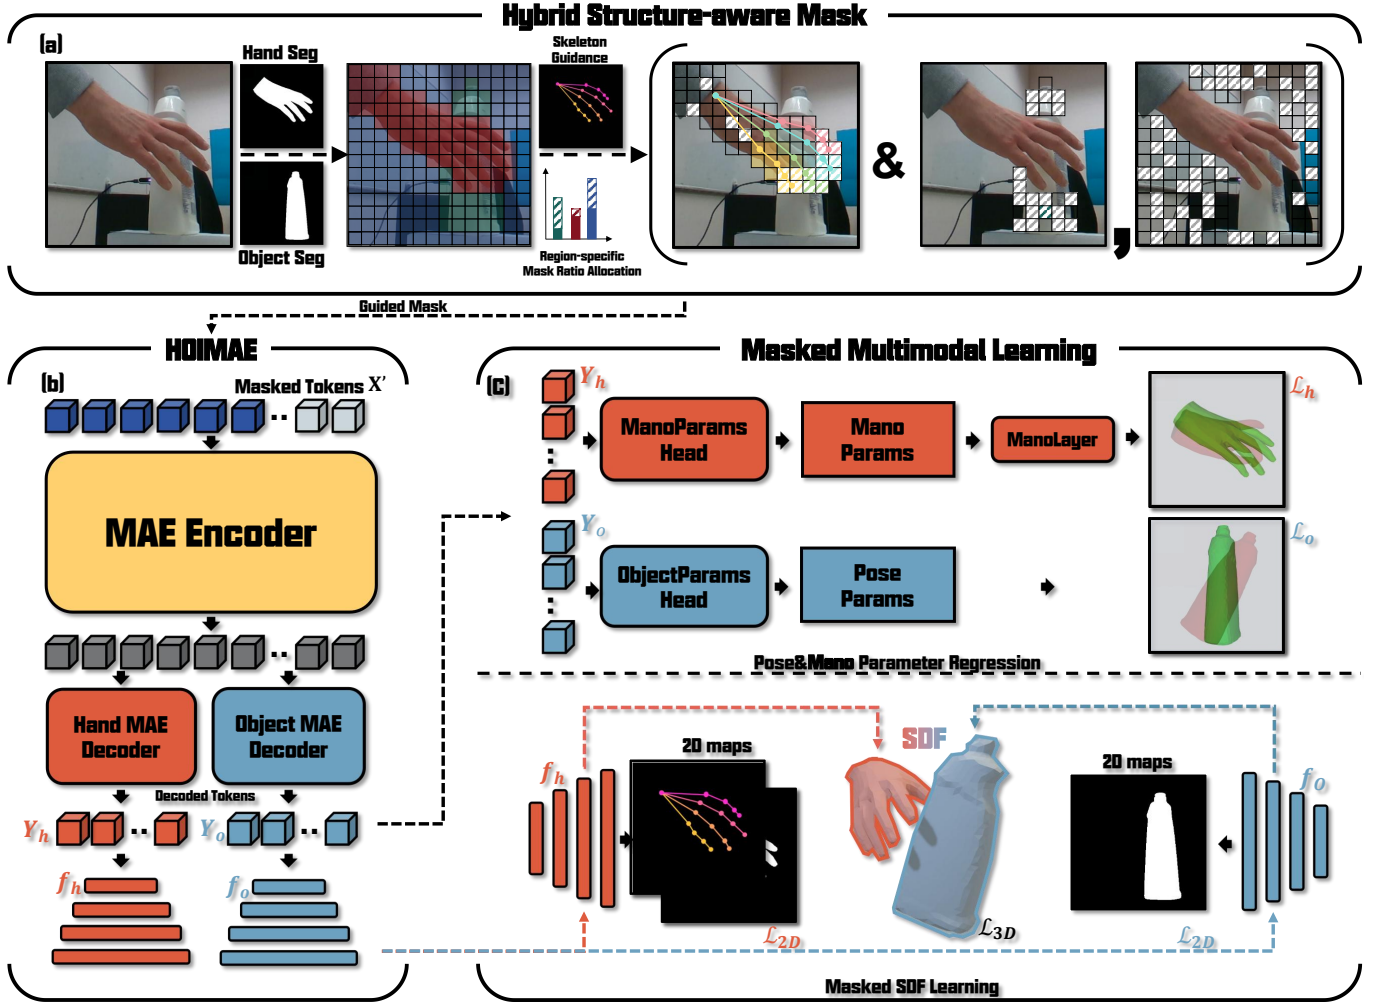 Hybrid Structure-aware Mask
(a)
Hand Seg
Object Seg
Skeleton
Guidance
Region-specific
Mask Ratio Allocation
&
,
Guided Mask
HOIMAE
(b)
Masked Tokens X'
MAE Encoder
Hand MAE
Decoder
Object MAE
Decoder
Decoded Tokens
Y_h
Y_o
f_h
f_o
Masked Multimodal Learning
(C)
Y_h
ManoParams
Head
Mano
Params
ManoLayer
ℒ_h
Y_o
ObjectParams
Head
Pose
Params
ℒ_o
Pose&Mano Parameter Regression
f_h
2D maps
ℒ_2D
SDF
ℒ_3D
2D maps
f_O
ℒ_2D
Masked SDF Learning